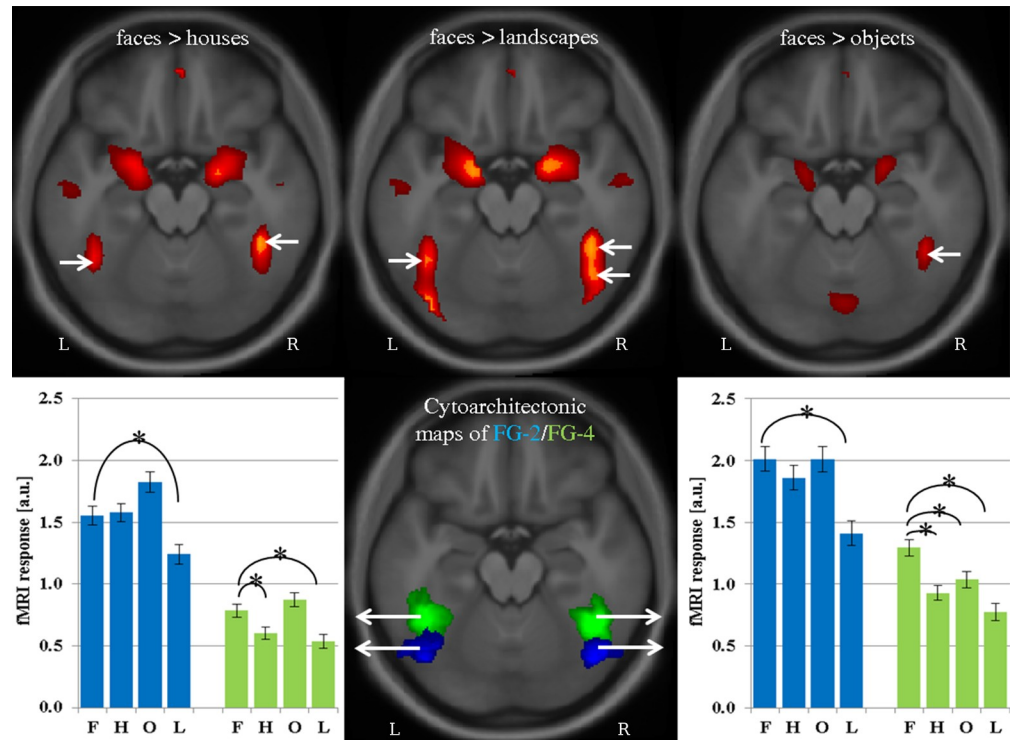 faces > houses
faces > landscapes
faces > objects
L
R
L
R
L
R
fMRI response [a.u.]
2.5
2.0
1.5
1.0
0.5
0.0
*
*
*
F H O L F H O L
Cytoarchitectonic
maps of FG-2/FG-4
L
R
fMRI response [a.u.]
2.5
2.0
1.5
1.0
0.5
0.0
*
*
*
*
F H O L F H O L